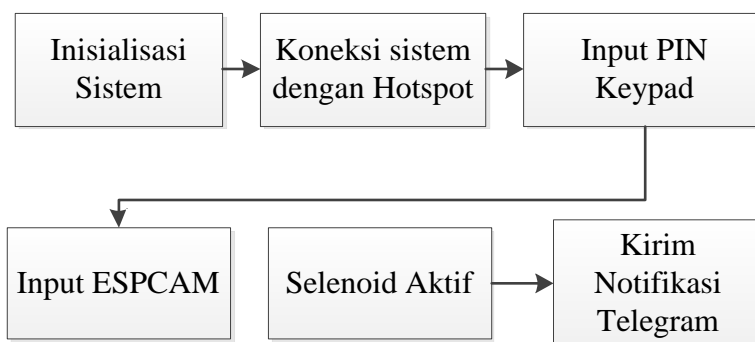 Inisialisasi
Sistem
Koneksi sistem
dengan Hotspot
Input PIN
Keypad
Input ESPCAM
Selenoid Aktif
Kirim
Notifikasi
Telegram